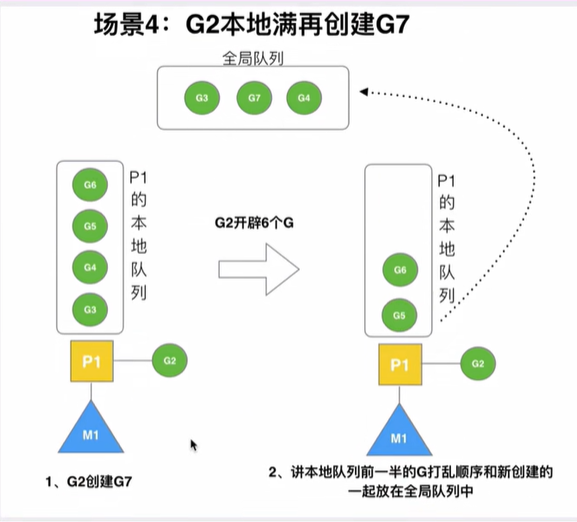 场景4：G2本地满再创建G7
全局队列
G3
G7
G4
G6
G5
G4
G3
P1
的
本
地
队
列
P1
G2
M1
1、G2创建G7
G2开辟6个G
P1
的
本
地
队
列
G6
G5
P1
G2
M1
2、讲本地队列前一半的G打乱顺序和新创建的
一起放在全局队列中